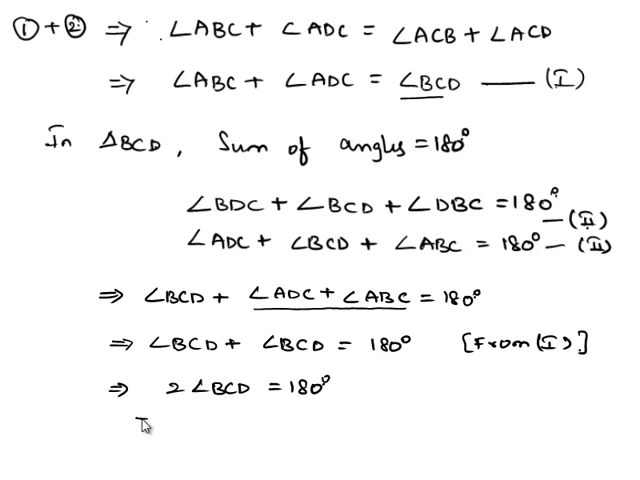 ① + ② ⇒ ∠ABC + ∠ADC = ∠ACB + ∠ACD
⇒ ∠ABC + ∠ADC = ∠BCD —— (I)
In ΔBCD, Sum of angles = 180°
∠BDC + ∠BCD + ∠DBC = 180° — (II)
∠ADC + ∠BCD + ∠ABC = 180° — (II)
⇒ ∠BCD + ∠ADC + ∠ABC = 180°
⇒ ∠BCD + ∠BCD = 180° [From (I)]
⇒ 2∠BCD = 180°